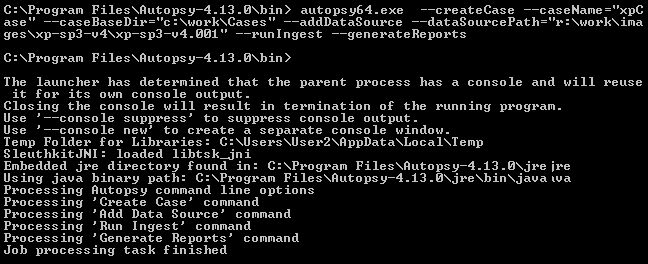 C:\Program Files\Autopsy-4.13.0\bin> autopsy64.exe  --createCase --caseName="xpC
ase" --caseBaseDir="c:\work\Cases" --addDataSource --dataSourcePath="r:\work\ima
ges\xp-sp3-v4\xp-sp3-v4.001" --runIngest --generateReports
C:\Program Files\Autopsy-4.13.0\bin>
The launcher has determined that the parent process has a console and will reuse
 it for its own console output.
Closing the console will result in termination of the running program.
Use '--console suppress' to suppress console output.
Use '--console new' to create a separate console window.
Temp Folder for Libraries: C:\Users\User2\AppData\Local\Temp
SleuthkitJNI: loaded libtsk_jni
Embedded jre directory found in: C:\Program Files\Autopsy-4.13.0\jre\jre
Using java binary path: C:\Program Files\Autopsy-4.13.0\jre\bin\java\va
Processing Autopsy command line options
Processing 'Create Case' command
Processing 'Add Data Source' command
Processing 'Run Ingest' command
Processing 'Generate Reports' command
Job processing task finished